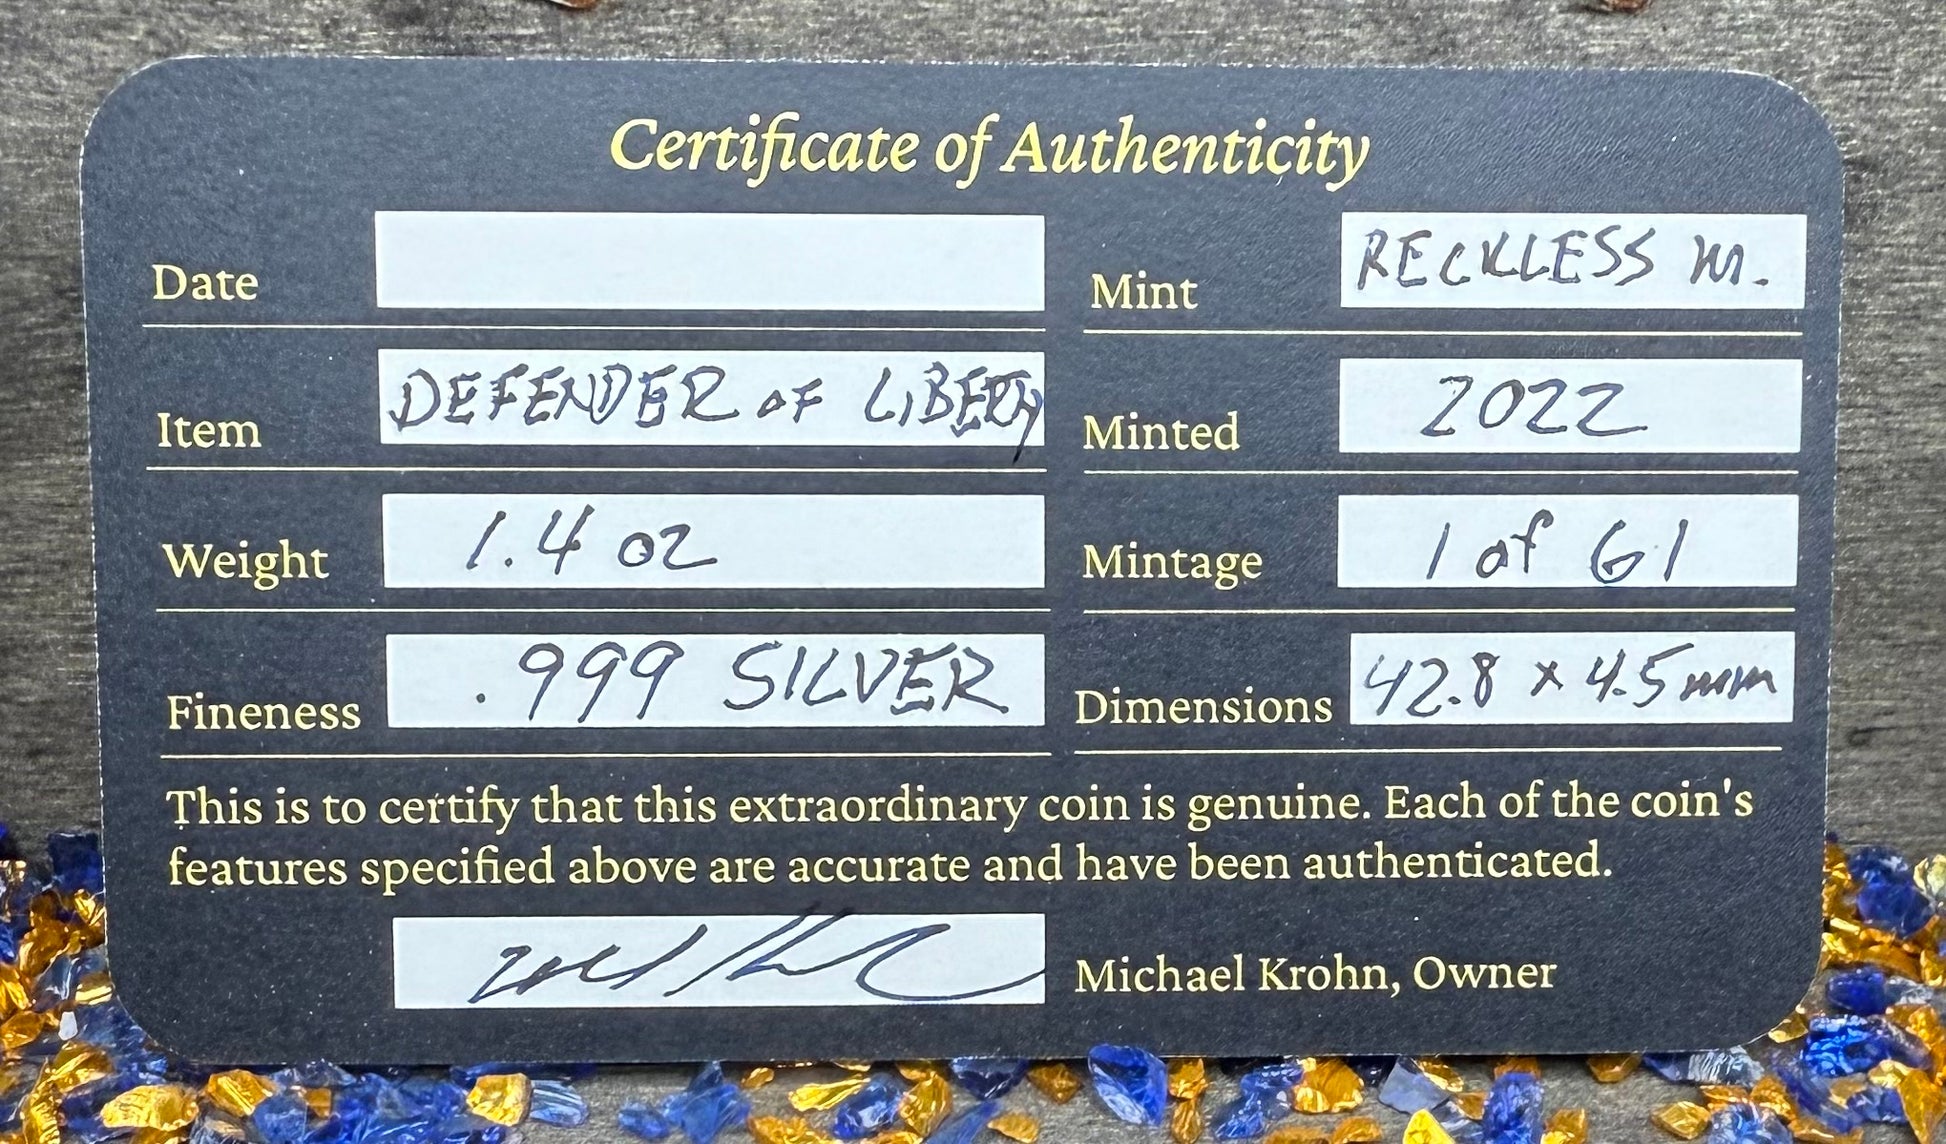 Certificate of Authenticity
Date
Mint RECKLESS M.
Item DEFENDER OF LIBERTY
Minted 2022
Weight 1.4 oz
Mintage 1 of 61
Fineness .999 SILVER
Dimensions 42.8 x 4.5mm
This is to certify that this extraordinary coin is genuine. Each of the coin's
features specified above are accurate and have been authenticated.
Michael Krohn, Owner